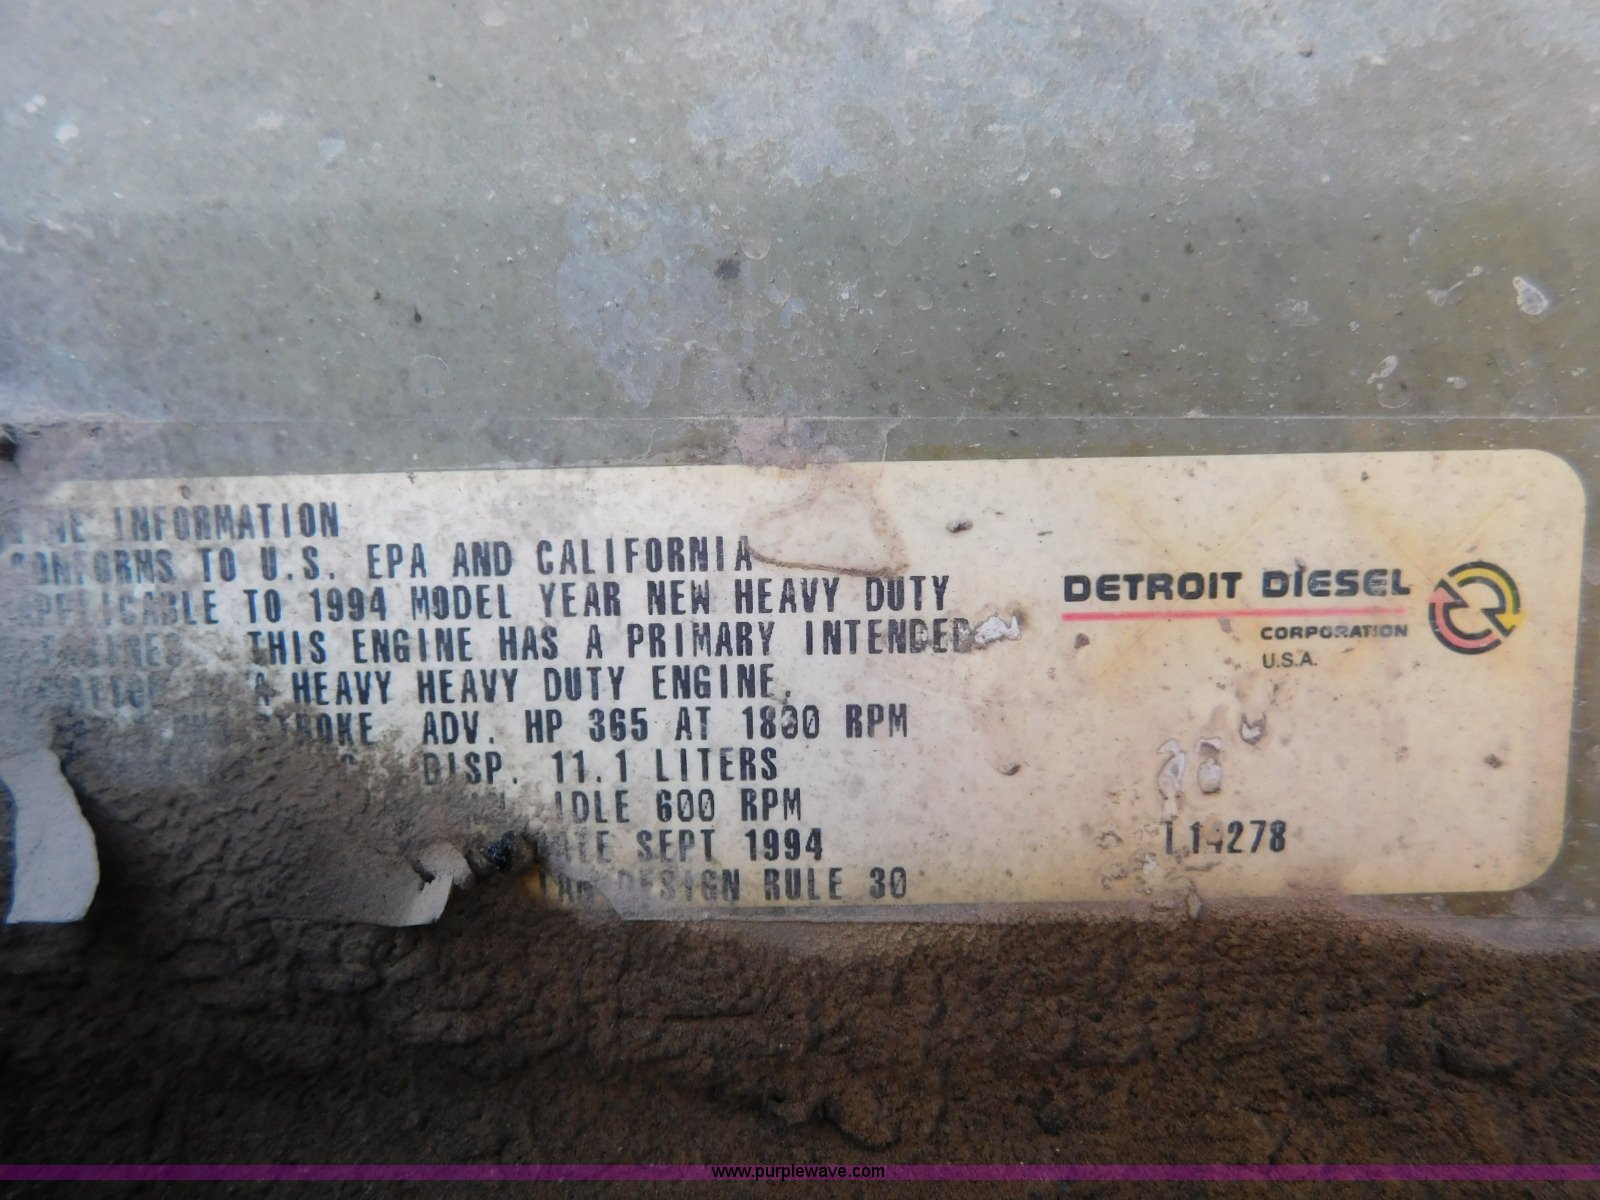 INFORMATION
CONFORMS TO U.S. EPA AND CALIFORNIA
APPLICABLE TO 1994 MODEL YEAR NEW HEAVY DUTY
THIS ENGINE HAS A PRIMARY INTENDED
A HEAVY HEAVY DUTY ENGINE.
STROKE ADV. HP 365 AT 1800 RPM
DISP. 11.1 LITERS
IDLE 600 RPM
SEPT 1994
DESIGN RULE 30
DETROIT DIESEL
CORPORATION
U.S.A.
www.purplewave.com